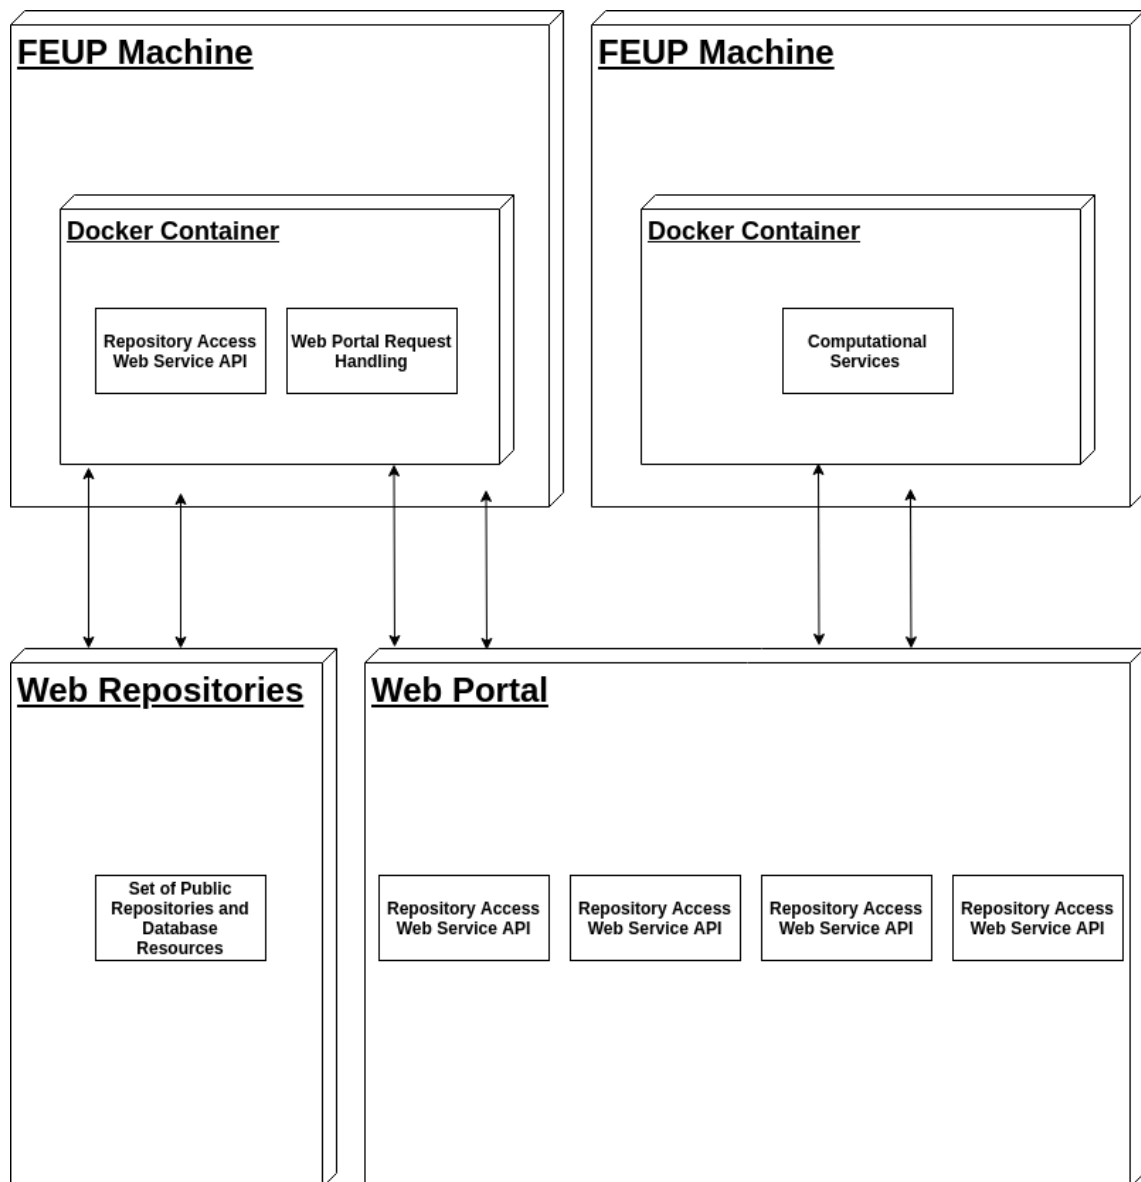 FEUP Machine
FEUP Machine
Docker Container
Docker Container
Repository Access
Web Service API
Web Portal Request
Handling
Computational
Services
Web Repositories
Web Portal
Set of Public
Repositories and
Database
Resources
Repository Access
Web Service API
Repository Access
Web Service API
Repository Access
Web Service API
Repository Access
Web Service API